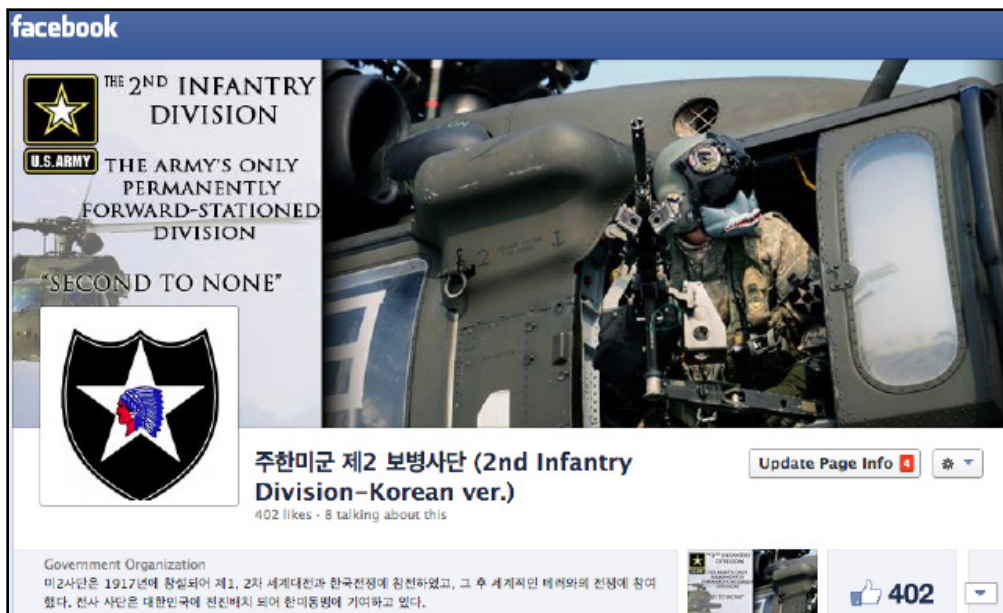 facebook
THE 2ND INFANTRY
DIVISION
U.S. ARMY
THE ARMY'S ONLY
PERMANENTLY
FORWARD-STATIONED
DIVISION
"SECOND TO NONE"
주한미군 제2 보병사단 (2nd Infantry
Division-Korean ver.)
402 likes · 8 talking about this
Update Page Info 4
Government Organization
미2사단은 1917년에 창설되어 제1, 2차 세계대전과 한국전쟁에 참전하였고, 그 후 세계적인 테러와의 전쟁에 참여
했다. 전사 사단은 대한민국에 전진배치 되어 한미동맹에 기여하고 있다.
402